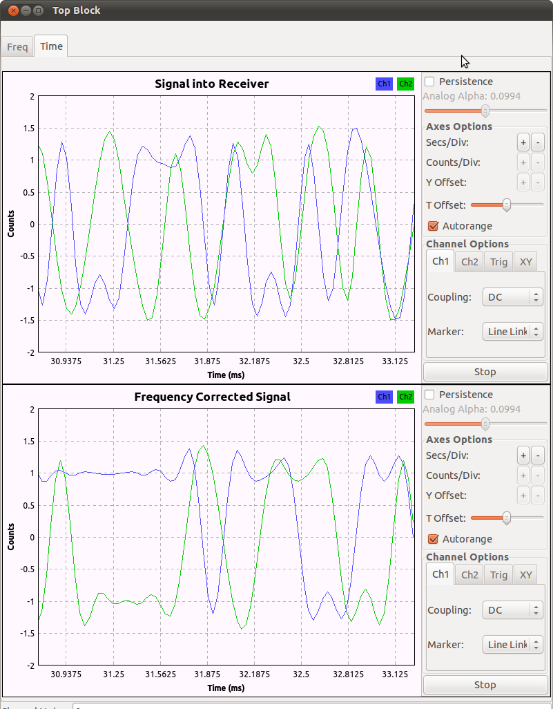 Top Block
Freq Time
Signal into Receiver Ch1 Ch2
2
1.5
1
0.5
0
-0.5
-1
-1.5
-2
Counts
30.9375 31.25 31.5625 31.875 32.1875 32.5 32.8125 33.125
Time (ms)
Persistence
Analog Alpha: 0.0994
Axes Options
Secs/Div: + -
Counts/Div: + -
Y Offset: + -
T Offset:
Autorange
Channel Options
Ch1 Ch2 Trig XY
Coupling: DC
Marker: Line Link
Stop
Frequency Corrected Signal Ch1 Ch2
2
1.5
1
0.5
0
-0.5
-1
-1.5
-2
Counts
30.9375 31.25 31.5625 31.875 32.1875 32.5 32.8125 33.125
Time (ms)
Persistence
Analog Alpha: 0.0994
Axes Options
Secs/Div: + -
Counts/Div: + -
Y Offset: + -
T Offset:
Autorange
Channel Options
Ch1 Ch2 Trig XY
Coupling: DC
Marker: Line Link
Stop